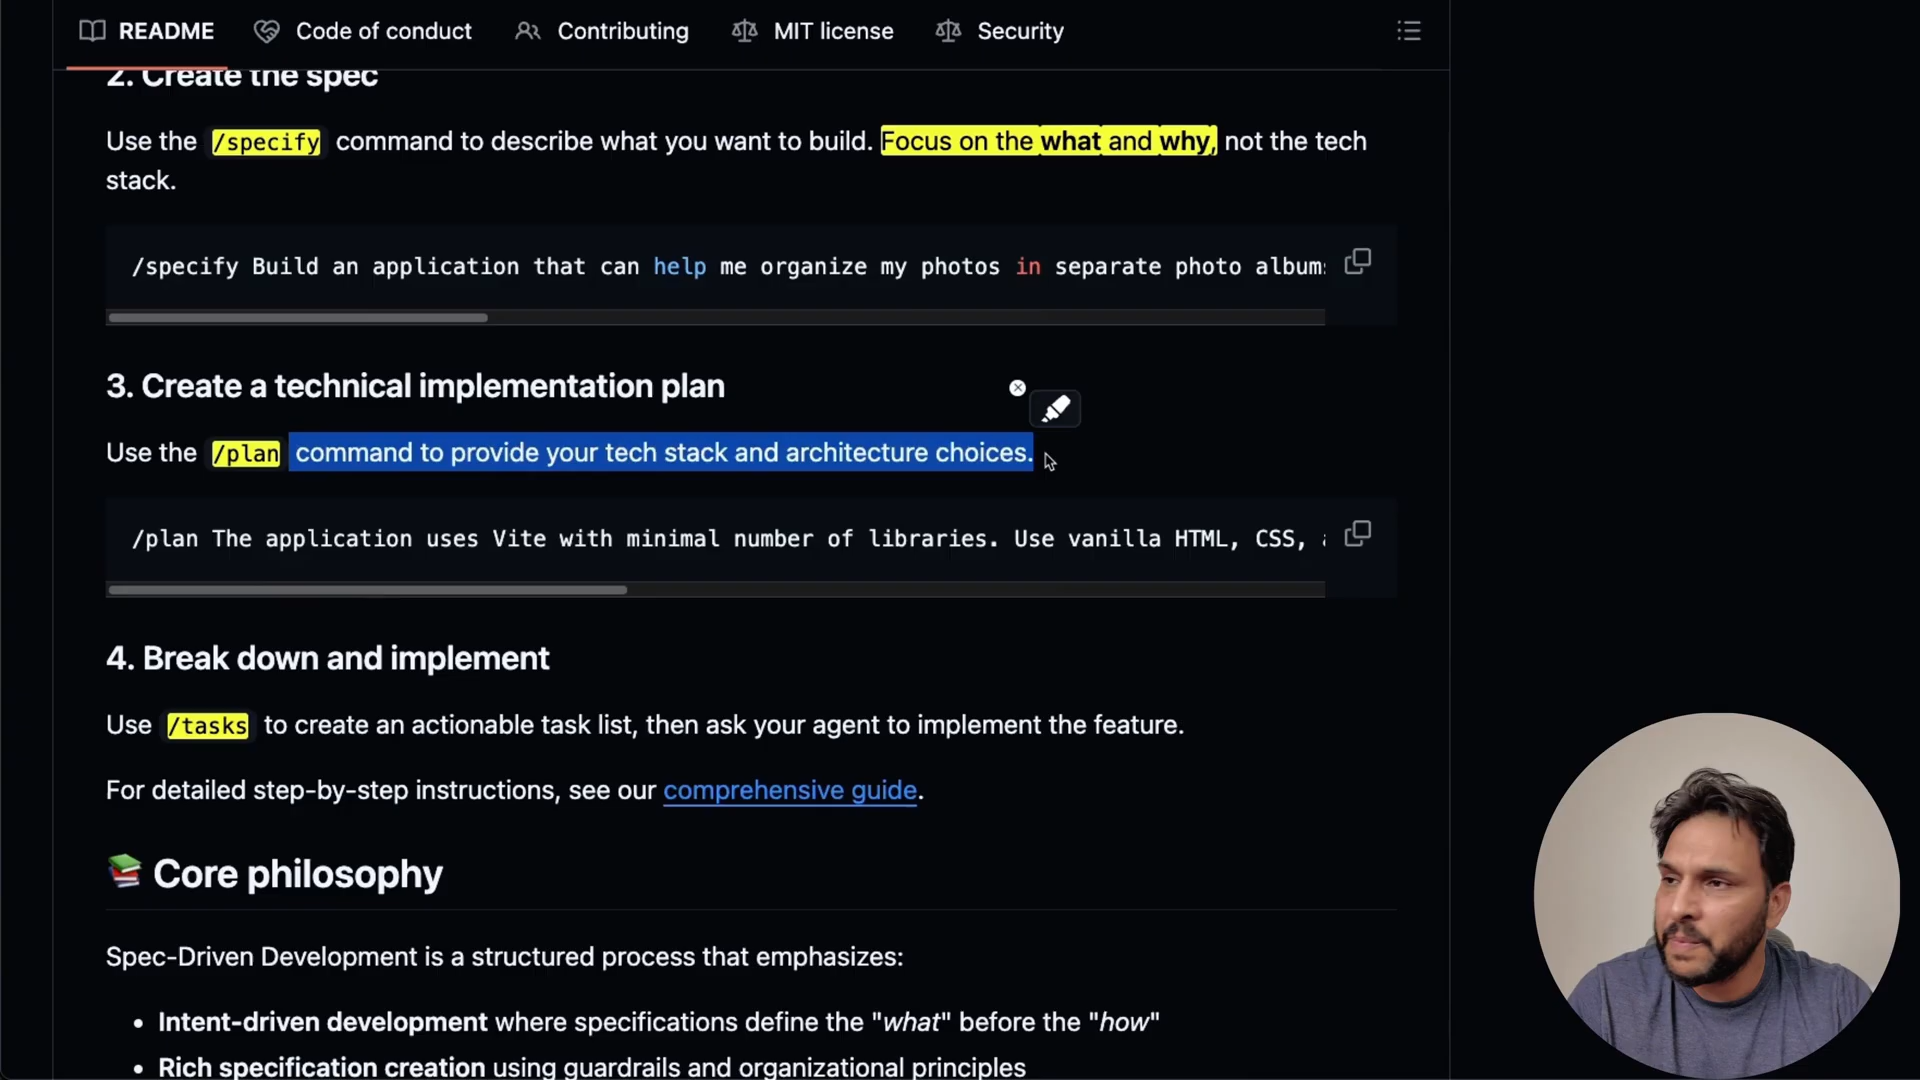 README Code of conduct Contributing MIT license Security
2. Create the spec
Use the /specify command to describe what you want to build. Focus on the what and why, not the tech
stack.
/specify Build an application that can help me organize my photos in separate photo albums
3. Create a technical implementation plan
Use the /plan command to provide your tech stack and architecture choices.
/plan The application uses Vite with minimal number of libraries. Use vanilla HTML, CSS,
4. Break down and implement
Use /tasks to create an actionable task list, then ask your agent to implement the feature.
For detailed step-by-step instructions, see our comprehensive guide.
Core philosophy
Spec-Driven Development is a structured process that emphasizes:
• Intent-driven development where specifications define the "what" before the "how"
• Rich specification creation using guardrails and organizational principles